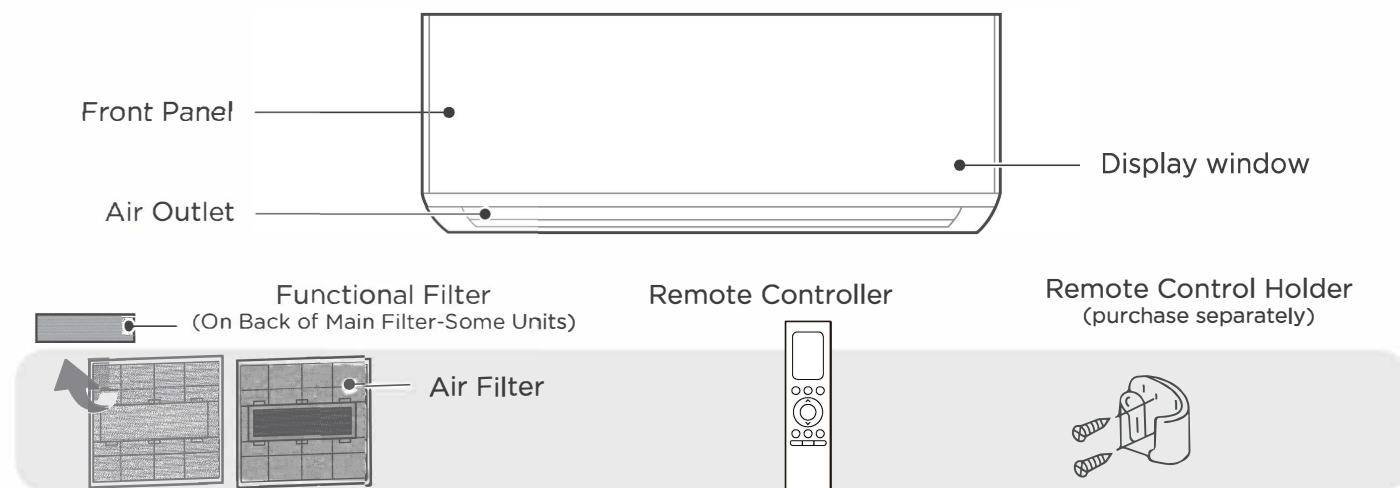 Front Panel
Display window
Air Outlet
Functional Filter
(On Back of Main Filter-Some Units)
Remote Controller
Remote Control Holder
(purchase separately)
Air Filter